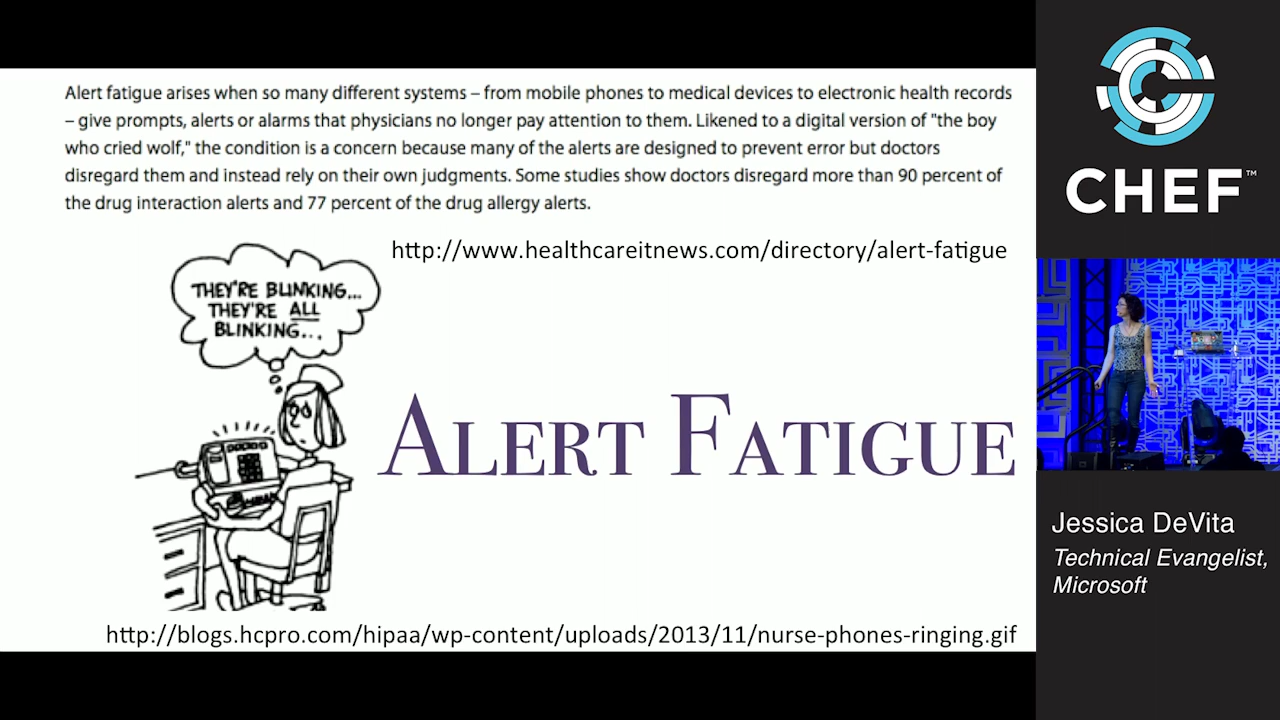 Alert fatigue arises when so many different systems – from mobile phones to medical devices to electronic health records
– give prompts, alerts or alarms that physicians no longer pay attention to them. Likened to a digital version of "the boy
who cried wolf," the condition is a concern because many of the alerts are designed to prevent error but doctors
disregard them and instead rely on their own judgments. Some studies show doctors disregard more than 90 percent of
the drug interaction alerts and 77 percent of the drug allergy alerts.
http://www.healthcareitnews.com/directory/alert-fatigue
THEY'RE BLINKING...
THEY'RE ALL
BLINKING...
ALERT FATIGUE
http://blogs.hcpro.com/hipaa/wp-content/uploads/2013/11/nurse-phones-ringing.gif
CHEF™
Jessica DeVita
Technical Evangelist,
Microsoft